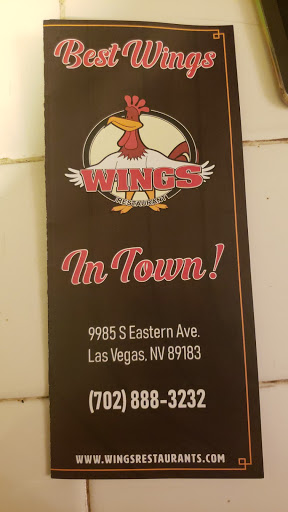 Best Wings
WINGS
RESTAURANT
In Town!
9985 S Eastern Ave.
Las Vegas, NV 89183
(702) 888-3232
WWW.WINGSRESTAURANTS.COM